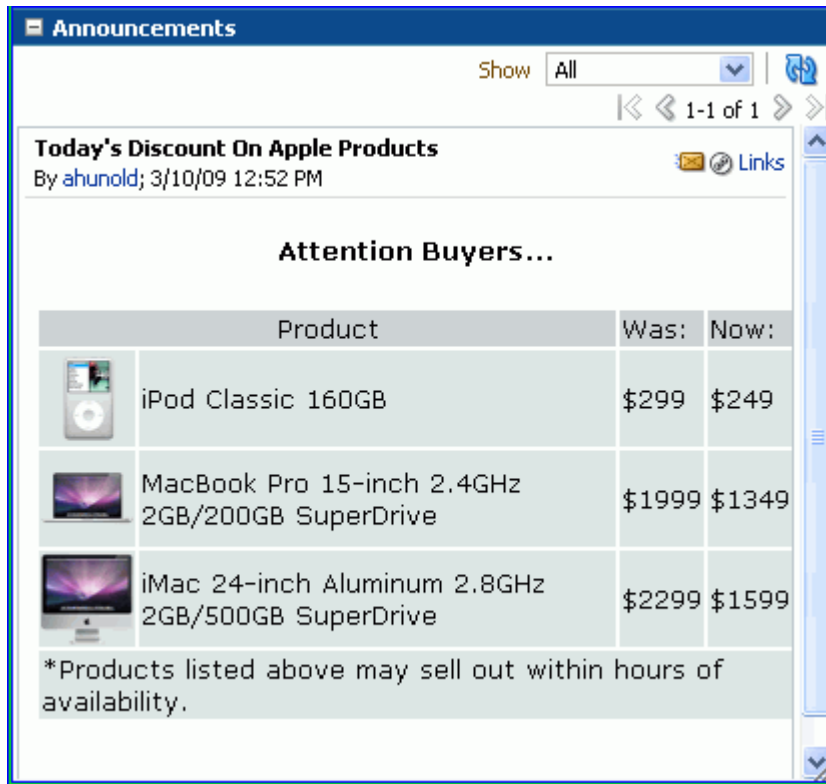 Announcements
Show All
1-1 of 1
Today's Discount On Apple Products
By ahunold; 3/10/09 12:52 PM
Links
Attention Buyers...
Product Was: Now:
iPod Classic 160GB $299 $249
MacBook Pro 15-inch 2.4GHz
2GB/200GB SuperDrive $1999 $1349
iMac 24-inch Aluminum 2.8GHz
2GB/500GB SuperDrive $2299 $1599
*Products listed above may sell out within hours of
availability.